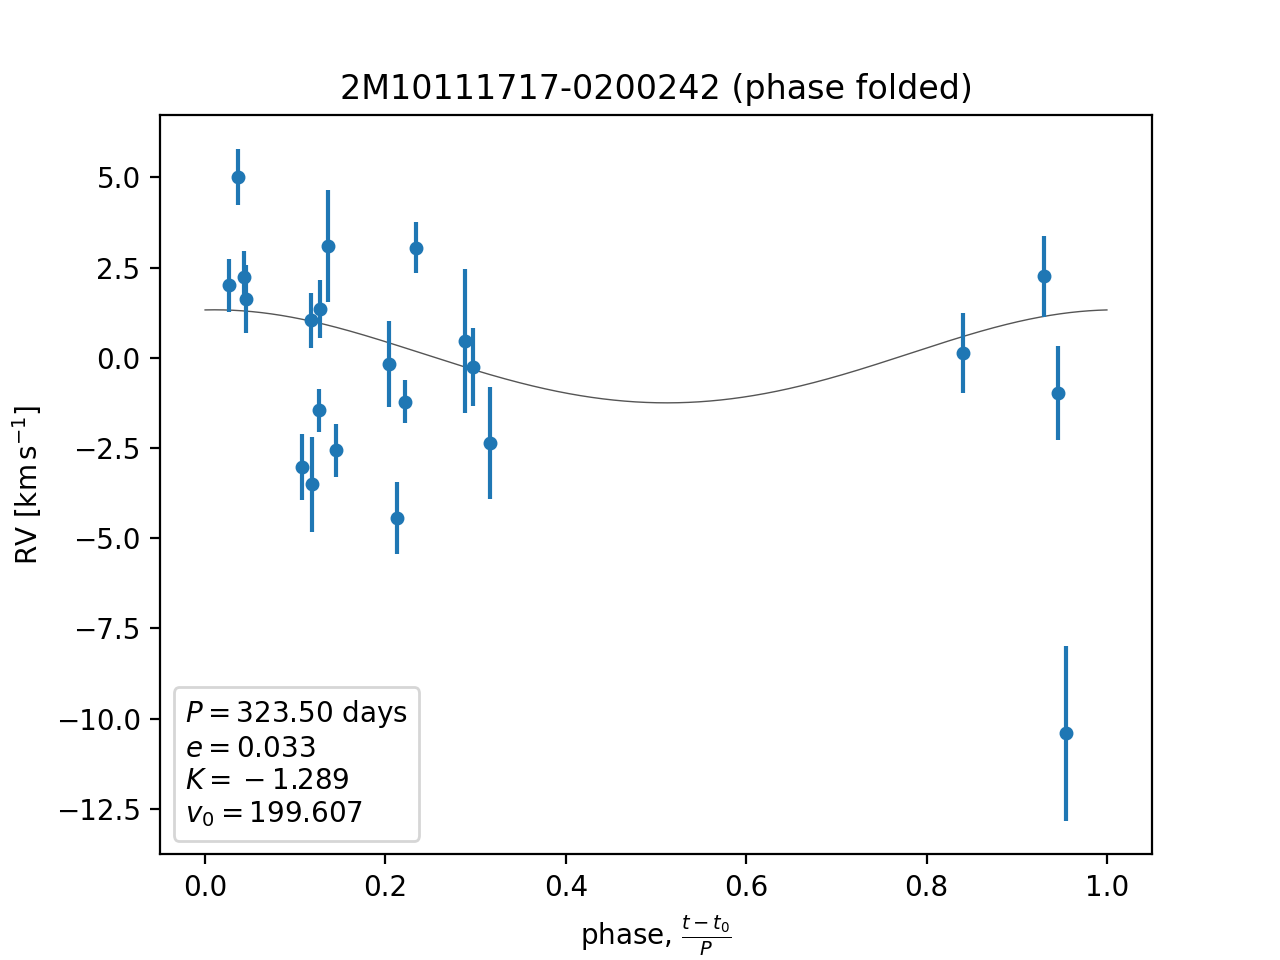 2M10111717-0200242 (phase folded)
5.0
2.5
0.0
−2.5
−5.0
−7.5
−10.0
−12.5
RV [km s⁻¹]
P = 323.50 days
e = 0.033
K = −1.289
v₀ = 199.607
0.0 0.2 0.4 0.6 0.8 1.0
phase, (t − t₀)/P